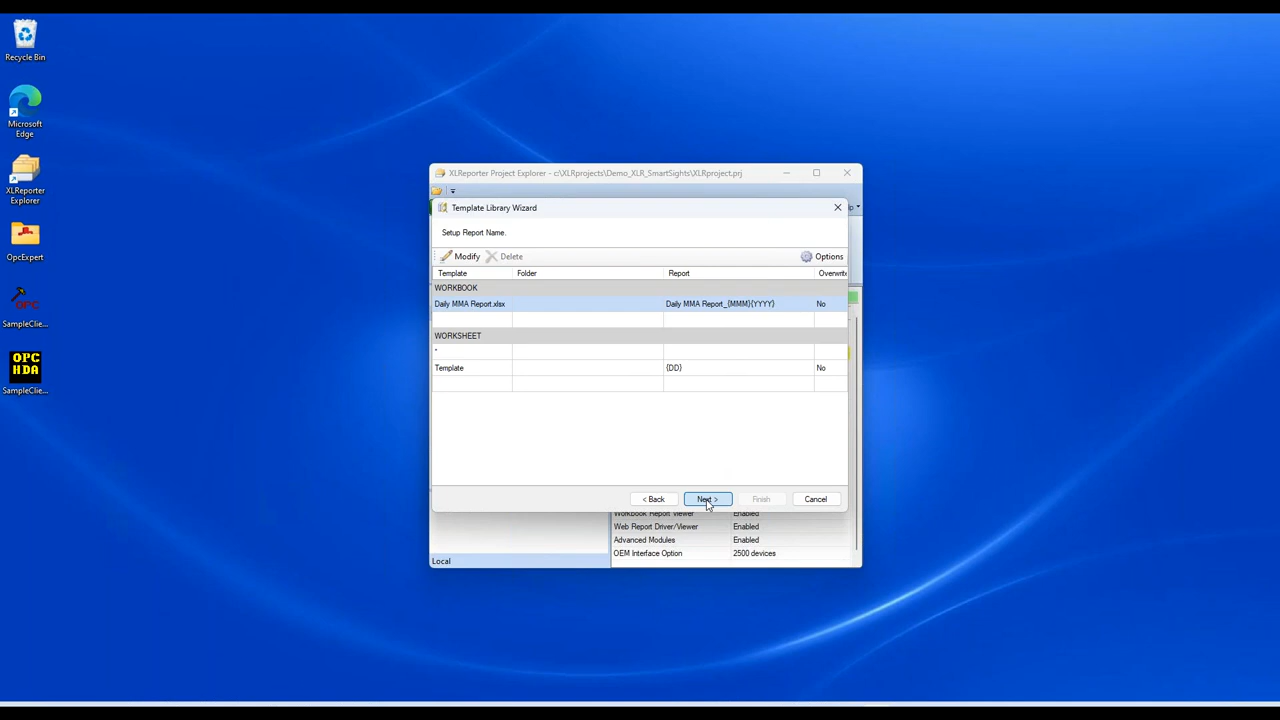 Recycle Bin
Microsoft
Edge
XLReporter
Explorer
OpcExpert
OPC
SampleClie...
OPC
HDA
SampleClie...
XLReporter Project Explorer - c:\XLRprojects\Demo_XLR_SmartSights\XLRproject.prj
Template Library Wizard
Setup Report Name.
Modify Delete Options
Template Folder Report Overwrite
WORKBOOK
Daily MMA Report.xlsx Daily MMA Report_{MMM}{YYYY} No
WORKSHEET
*
Template {DD} No
< Back Next > Finish Cancel
Workbook Report Viewer Enabled
Web Report Driver/Viewer Enabled
Advanced Modules Enabled
OEM Interface Option 2500 devices
Local